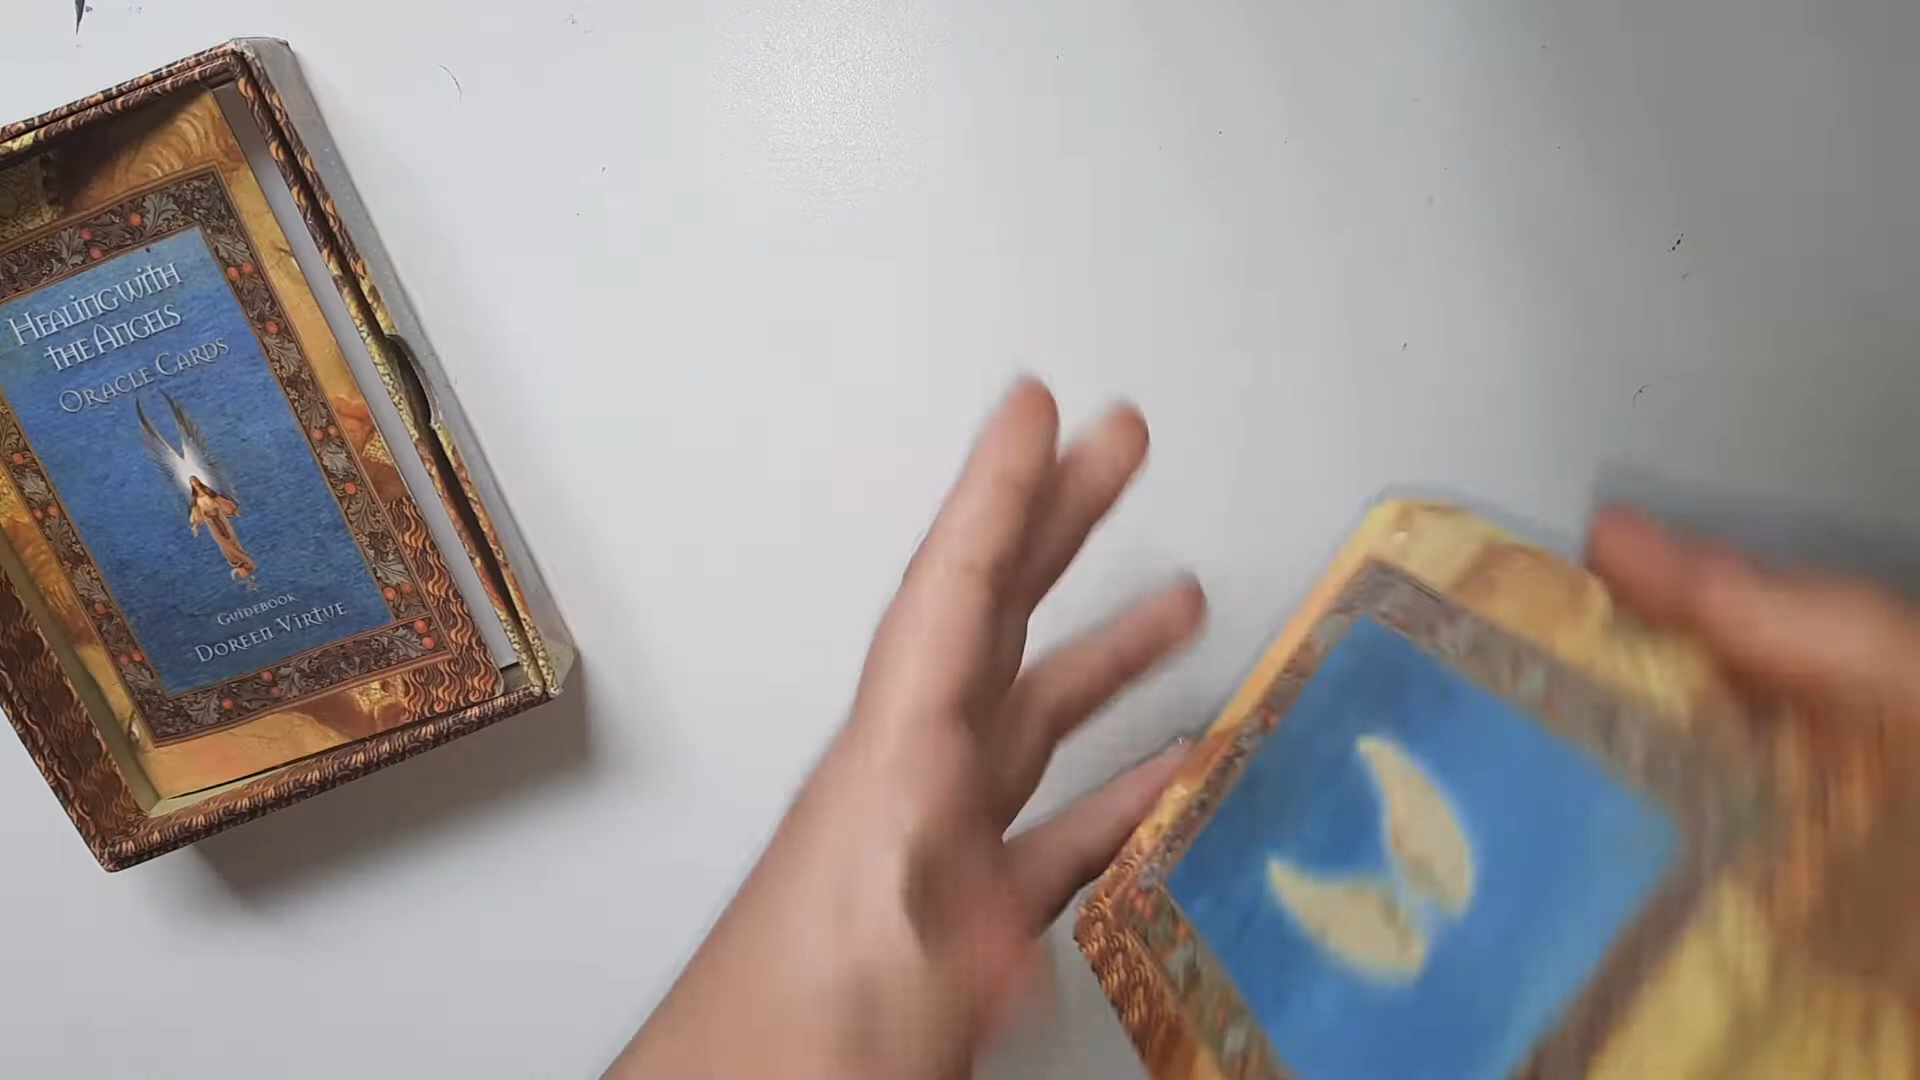 Healing with
the Angels
Oracle Cards
Guidebook
Doreen Virtue